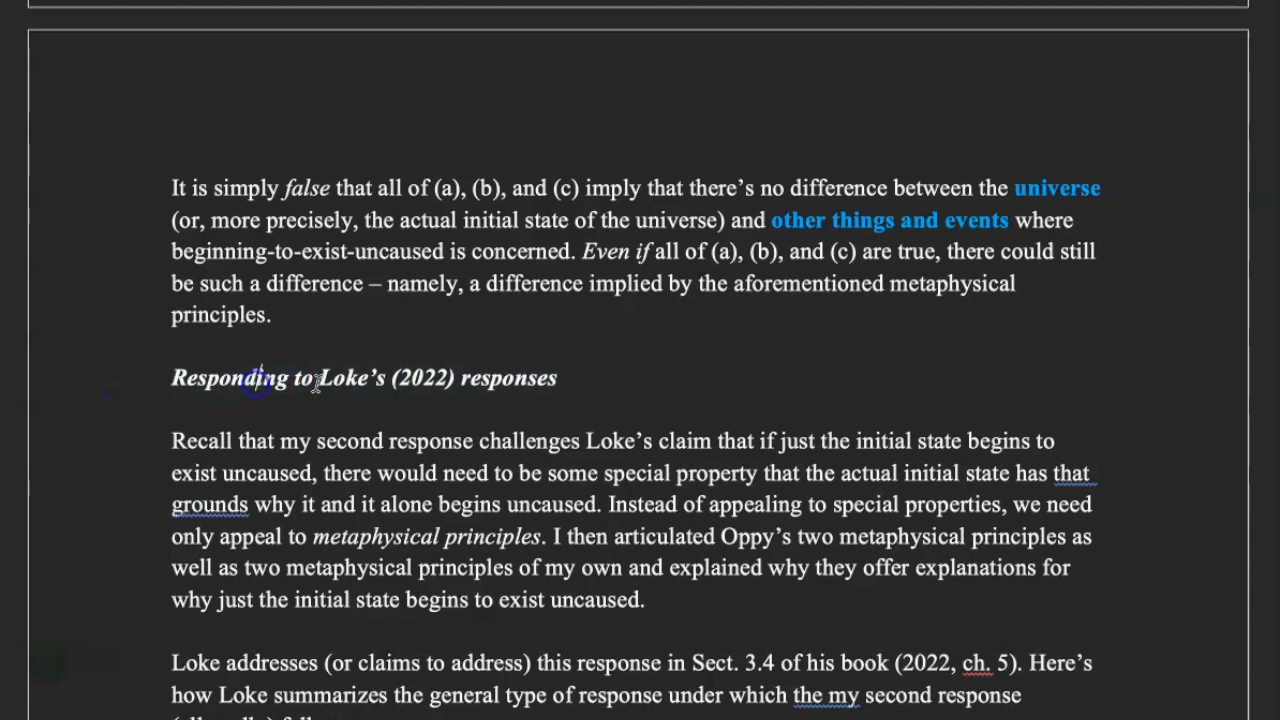 It is simply false that all of (a), (b), and (c) imply that there’s no difference between the universe
(or, more precisely, the actual initial state of the universe) and other things and events where
beginning-to-exist-uncaused is concerned. Even if all of (a), (b), and (c) are true, there could still
be such a difference – namely, a difference implied by the aforementioned metaphysical
principles.
Responding to Loke’s (2022) responses
Recall that my second response challenges Loke’s claim that if just the initial state begins to
exist uncaused, there would need to be some special property that the actual initial state has that
grounds why it and it alone begins uncaused. Instead of appealing to special properties, we need
only appeal to metaphysical principles. I then articulated Oppy’s two metaphysical principles as
well as two metaphysical principles of my own and explained why they offer explanations for
why just the initial state begins to exist uncaused.
Loke addresses (or claims to address) this response in Sect. 3.4 of his book (2022, ch. 5). Here’s
how Loke summarizes the general type of response under which the my second response